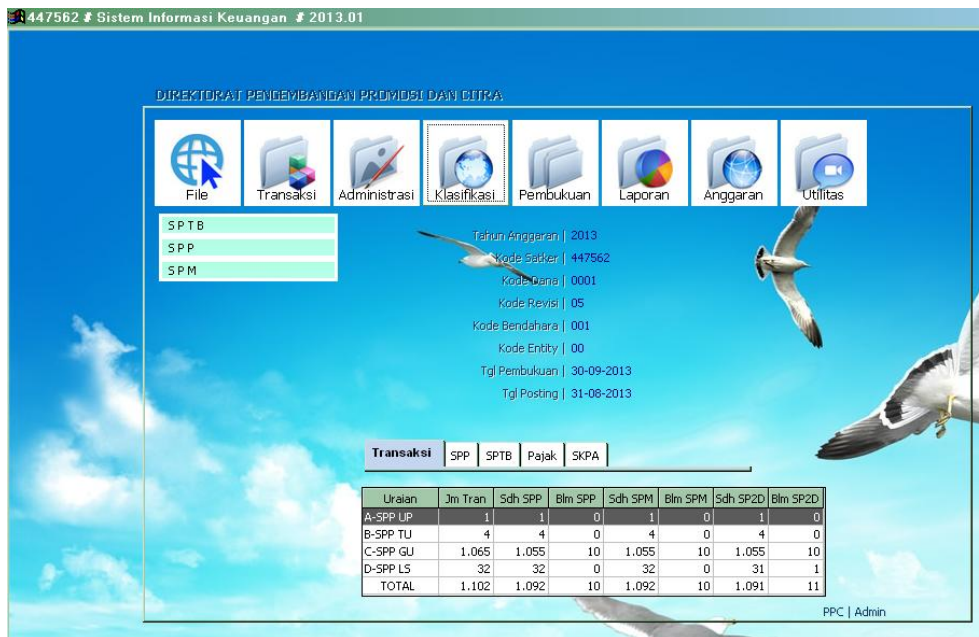 447562 # Sistem Informasi Keuangan # 2013.01
DIREKTORAT PENGEMBANGAN PROMOSI DAN CITRA
File Transaksi Administrasi Klasifikasi Pembukuan Laporan Anggaran Utilitas
S P T B
S P P
S P M
Tahun Anggaran | 2013
Kode Satker | 447562
Kode Dana | 0001
Kode Revisi | 05
Kode Bendahara | 001
Kode Entity | 00
Tgl Pembukuan | 30-09-2013
Tgl Posting | 31-08-2013
Transaksi SPP SPTB Pajak SKPA
Uraian Jm Tran Sdh SPP Blm SPP Sdh SPM Blm SPM Sdh SP2D Blm SP2D
A-SPP UP 1 1 0 1 0 1 0
B-SPP TU 4 4 0 4 0 4 0
C-SPP GU 1.065 1.055 10 1.055 10 1.055 10
D-SPP LS 32 32 0 32 0 31 1
TOTAL 1.102 1.092 10 1.092 10 1.091 11
PPC | Admin